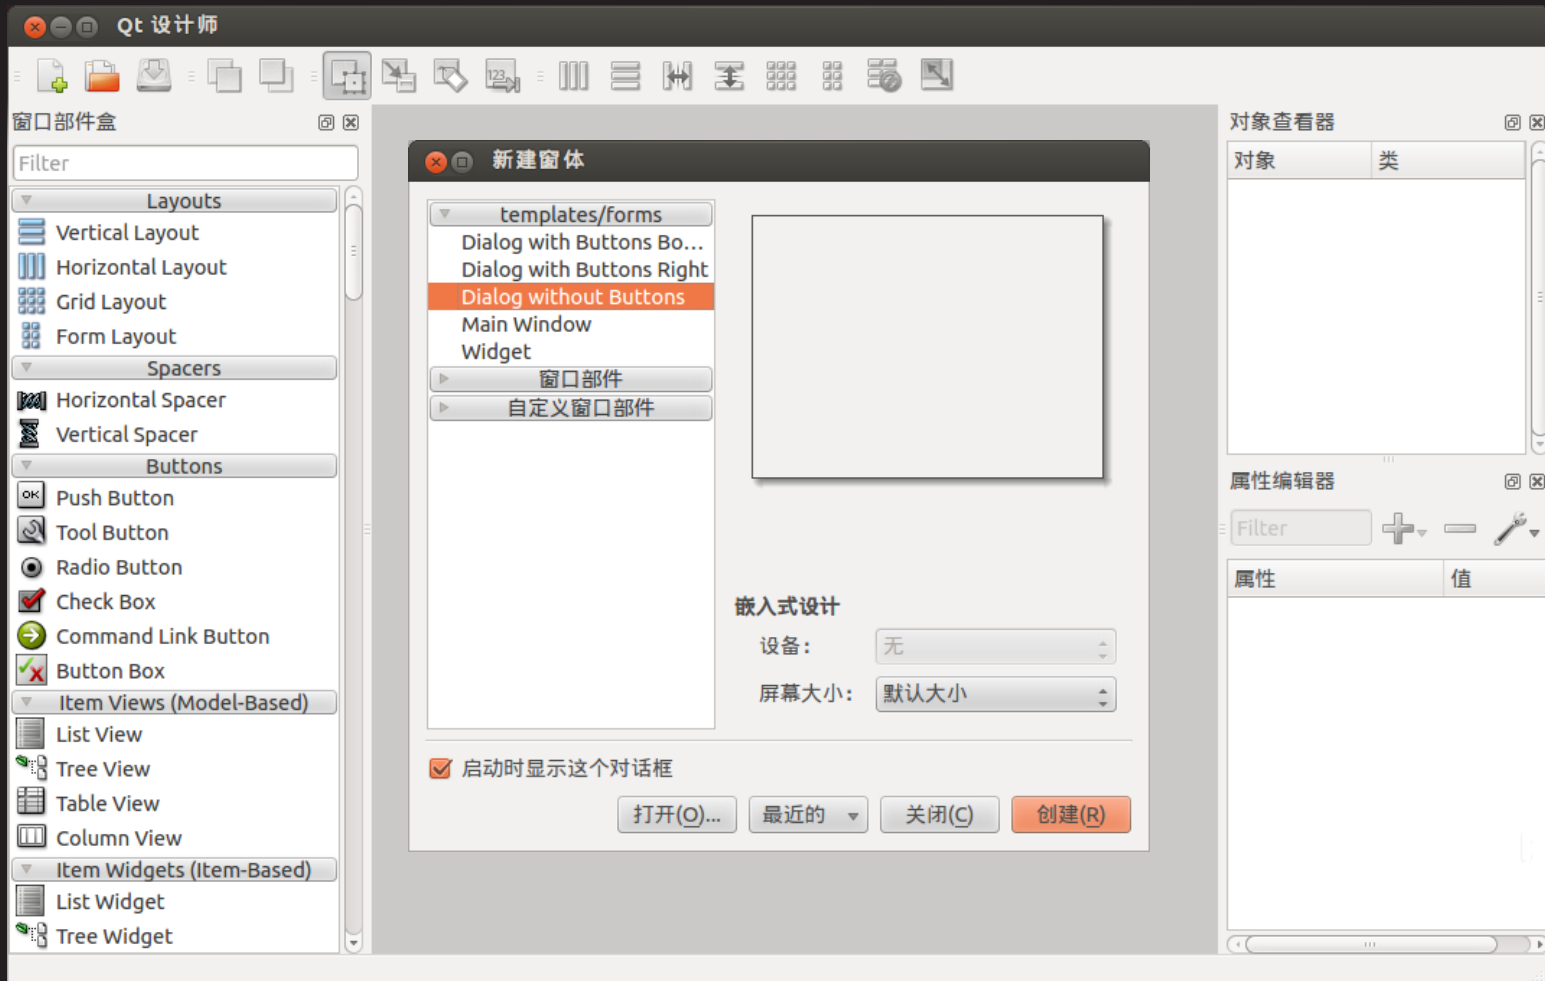 Qt 设计师
123
窗口部件盒
Filter
Layouts
Vertical Layout
Horizontal Layout
Grid Layout
Form Layout
Spacers
Horizontal Spacer
Vertical Spacer
Buttons
OK Push Button
Tool Button
Radio Button
Check Box
Command Link Button
Button Box
Item Views (Model-Based)
List View
Tree View
Table View
Column View
Item Widgets (Item-Based)
List Widget
Tree Widget
新建窗体
templates/forms
Dialog with Buttons Bo...
Dialog with Buttons Right
Dialog without Buttons
Main Window
Widget
窗口部件
自定义窗口部件
嵌入式设计
设备: 无
屏幕大小: 默认大小
启动时显示这个对话框
打开(O)... 最近的 关闭(C) 创建(R)
对象查看器
对象 类
属性编辑器
Filter
属性 值